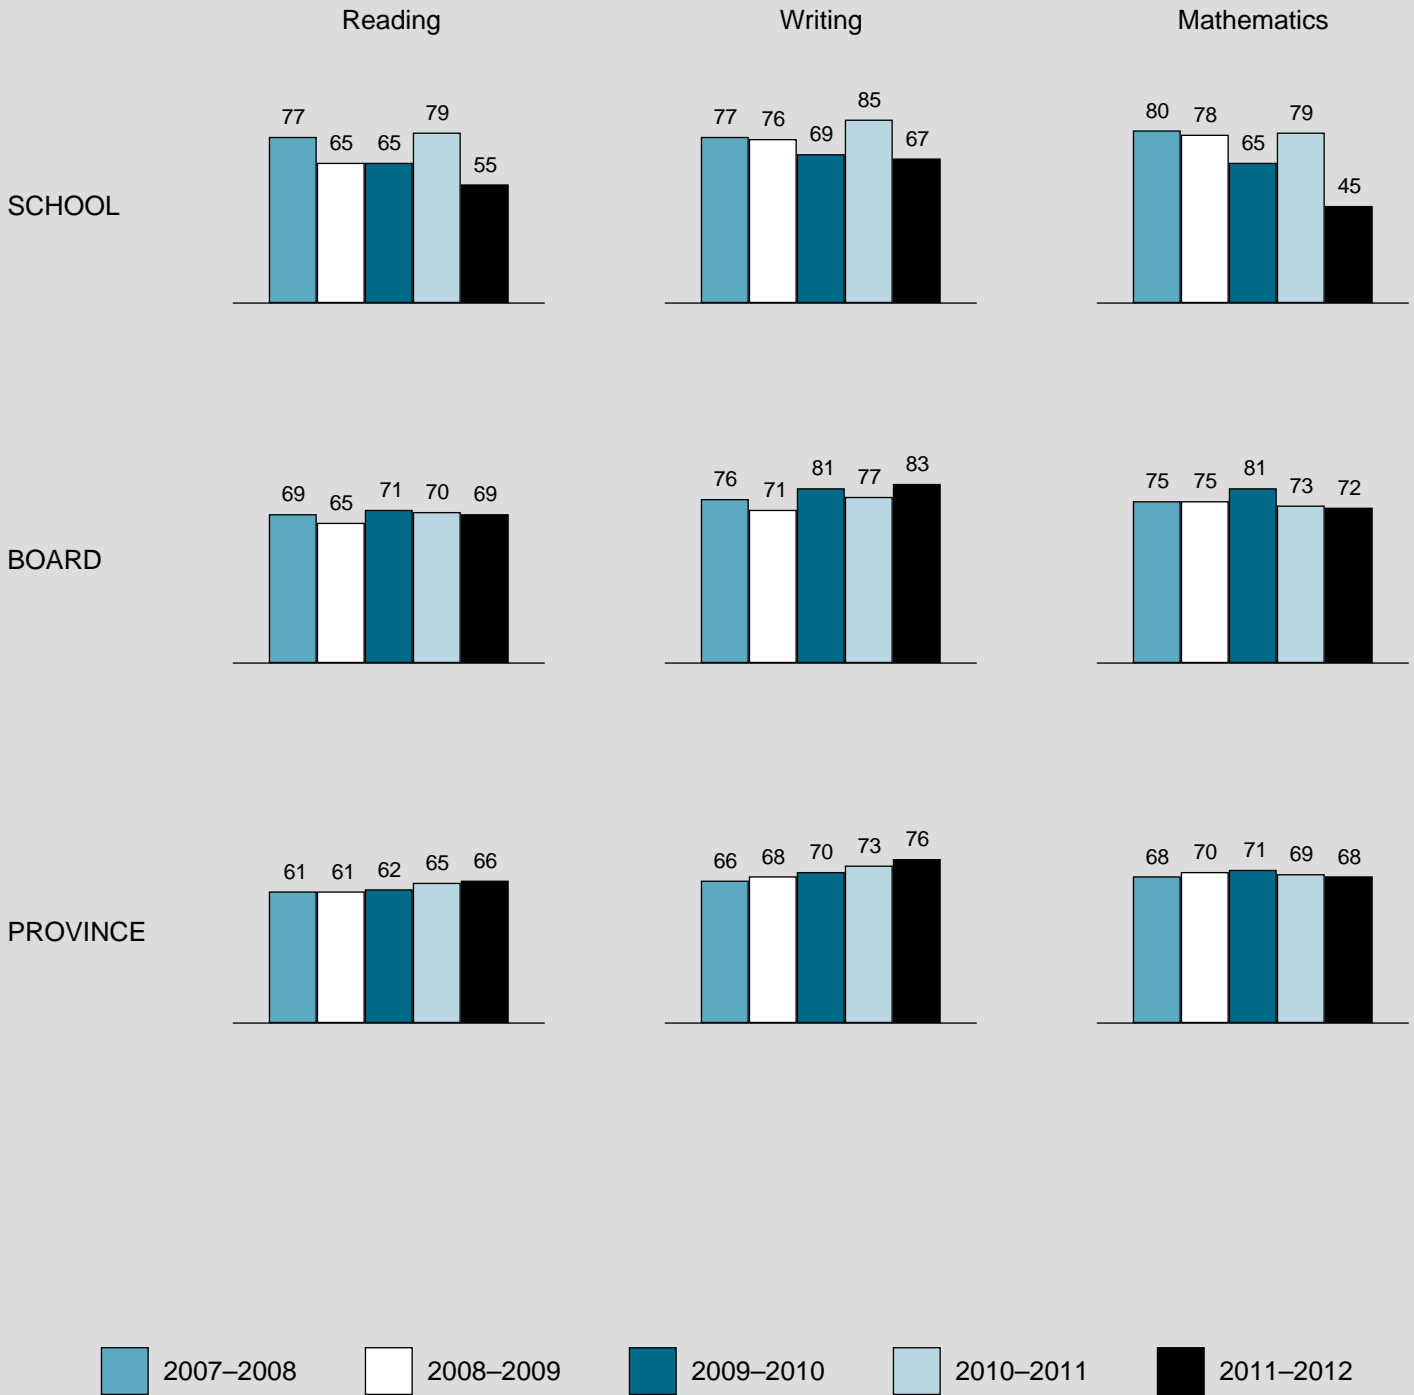 Reading Writing Mathematics
77 65 65 79 55
77 76 69 85 67
80 78 65 79 45
SCHOOL
69 65 71 70 69
76 71 81 77 83
75 75 81 73 72
BOARD
61 61 62 65 66
66 68 70 73 76
68 70 71 69 68
PROVINCE
2007–2008 2008–2009 2009–2010 2010–2011 2011–2012